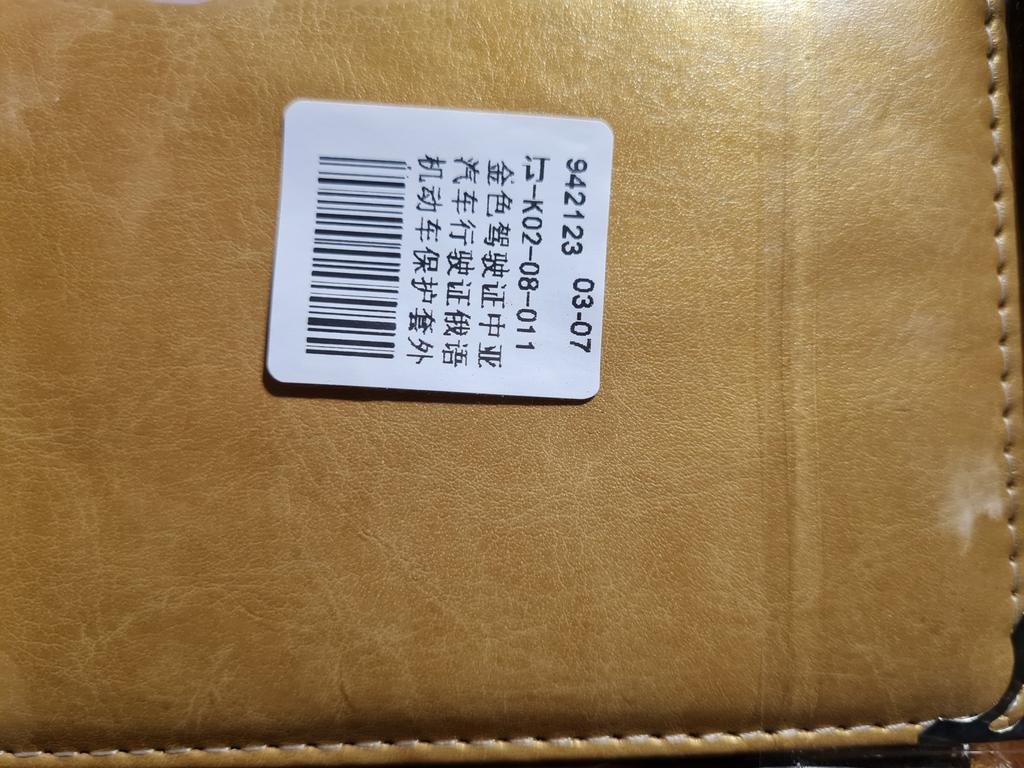 942123 03-07
江-K02-08-011
金色驾驶证中亚
汽车行驶证俄语
机动车保护套外